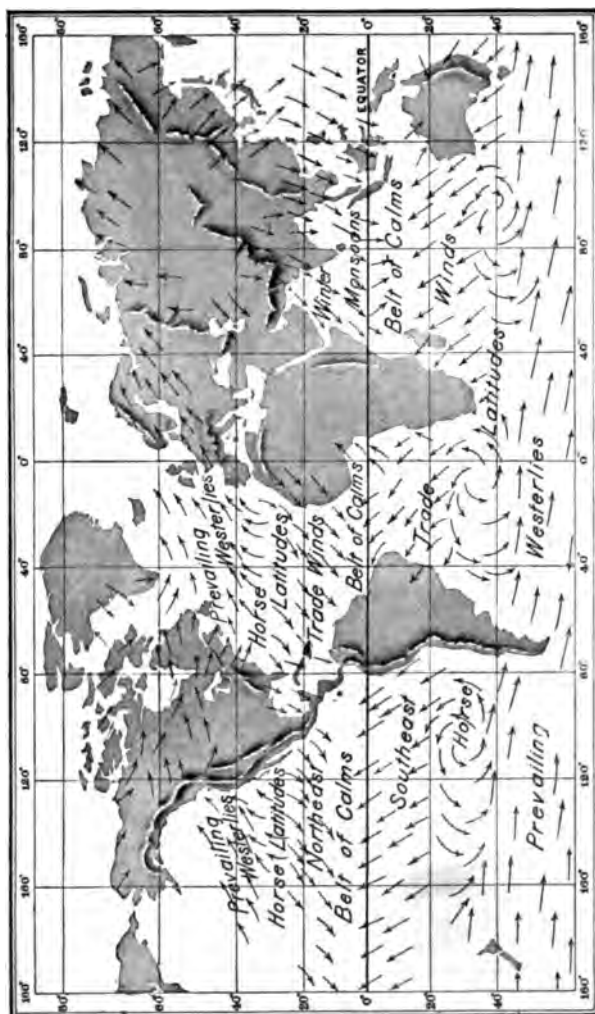 160°
120°
80°
40°
0°
40°
80°
120°
160°
80°
60°
40°
20°
0°
20°
40°
Prevailing
Westerlies
Prevailing
Westerlies
Horse Latitudes
Horse
Latitudes
Northeast
Trade Winds
Winter
Monsoons
Belt of Calms
Belt of Calms
Belt of Calms
EQUATOR
Southeast
Trade
Winds
Horse
Latitudes
Prevailing
Westerlies